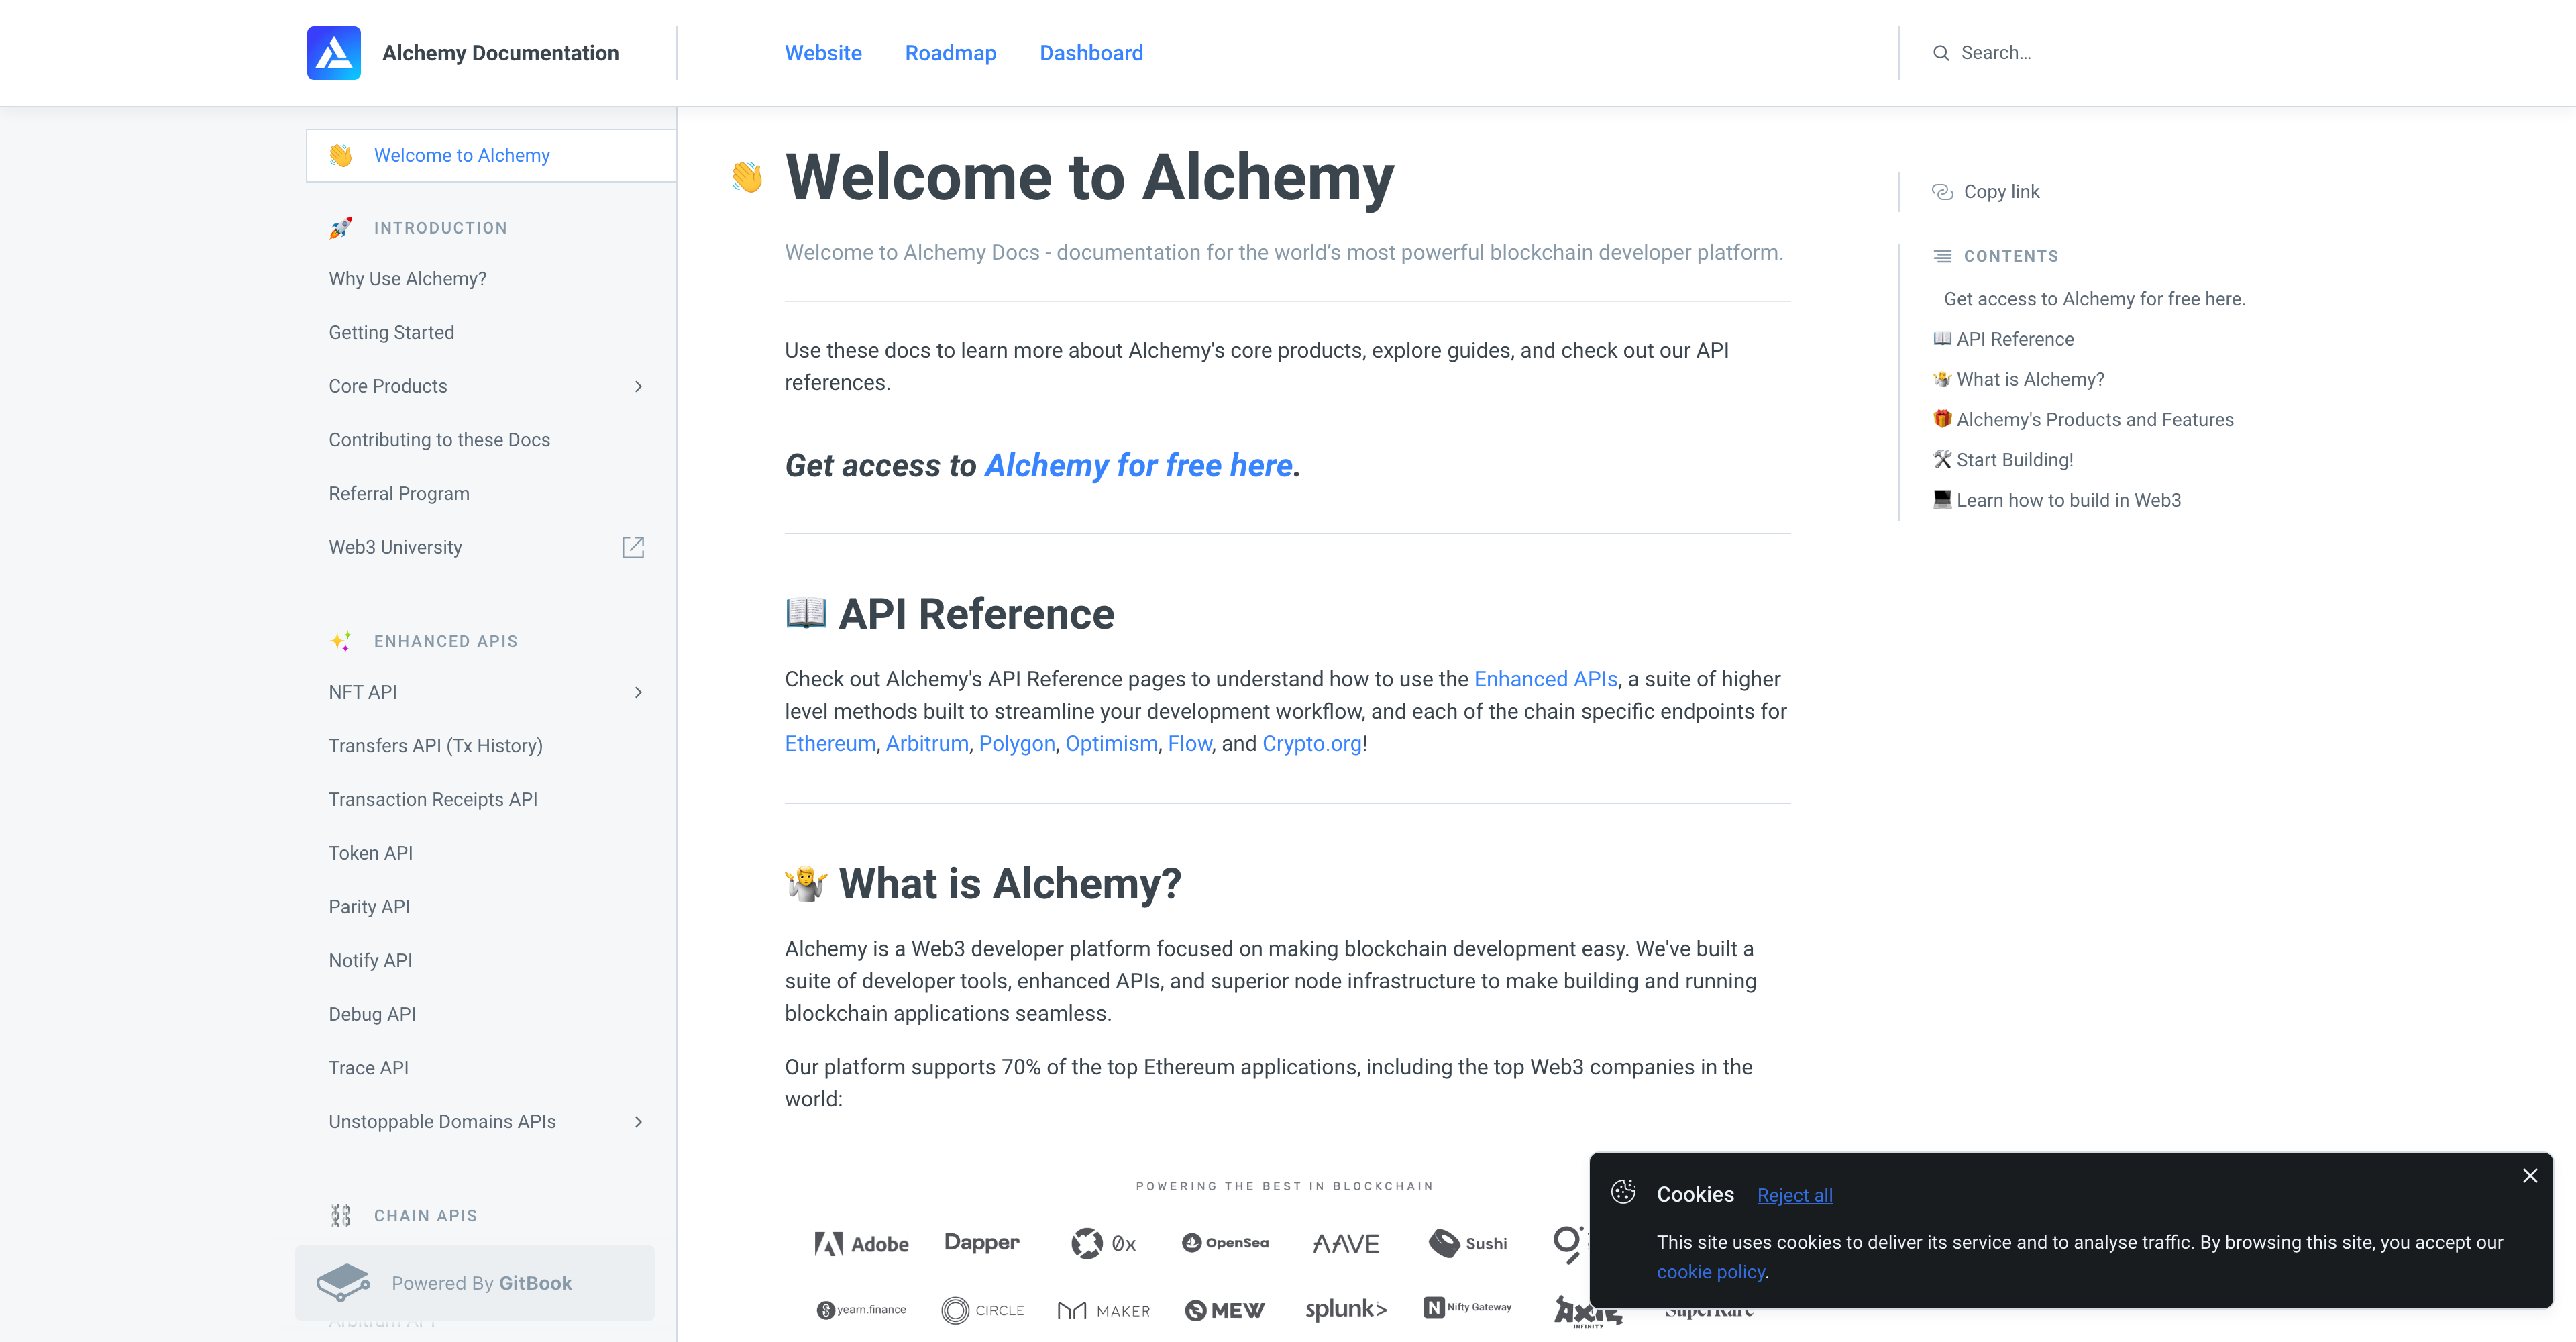 Alchemy Documentation
Website
Roadmap
Dashboard
Search...
Welcome to Alchemy
INTRODUCTION
Why Use Alchemy?
Getting Started
Core Products
Contributing to these Docs
Referral Program
Web3 University
ENHANCED APIS
NFT API
Transfers API (Tx History)
Transaction Receipts API
Token API
Parity API
Notify API
Debug API
Trace API
Unstoppable Domains APIs
CHAIN APIS
Powered By GitBook
Welcome to Alchemy
Welcome to Alchemy Docs - documentation for the world’s most powerful blockchain developer platform.
Use these docs to learn more about Alchemy's core products, explore guides, and check out our API
references.
Get access to Alchemy for free here.
API Reference
Check out Alchemy's API Reference pages to understand how to use the Enhanced APIs, a suite of higher
level methods built to streamline your development workflow, and each of the chain specific endpoints for
Ethereum, Arbitrum, Polygon, Optimism, Flow, and Crypto.org!
What is Alchemy?
Alchemy is a Web3 developer platform focused on making blockchain development easy. We've built a
suite of developer tools, enhanced APIs, and superior node infrastructure to make building and running
blockchain applications seamless.
Our platform supports 70% of the top Ethereum applications, including the top Web3 companies in the
world:
POWERING THE BEST IN BLOCKCHAIN
Adobe Dapper 0x OpenSea AAVE Sushi
yearn.finance CIRCLE MAKER MEW splunk> Nifty Gateway AXIE INFINITY SuperRare
Copy link
CONTENTS
Get access to Alchemy for free here.
API Reference
What is Alchemy?
Alchemy's Products and Features
Start Building!
Learn how to build in Web3
Cookies Reject all
This site uses cookies to deliver its service and to analyse traffic. By browsing this site, you accept our
cookie policy.